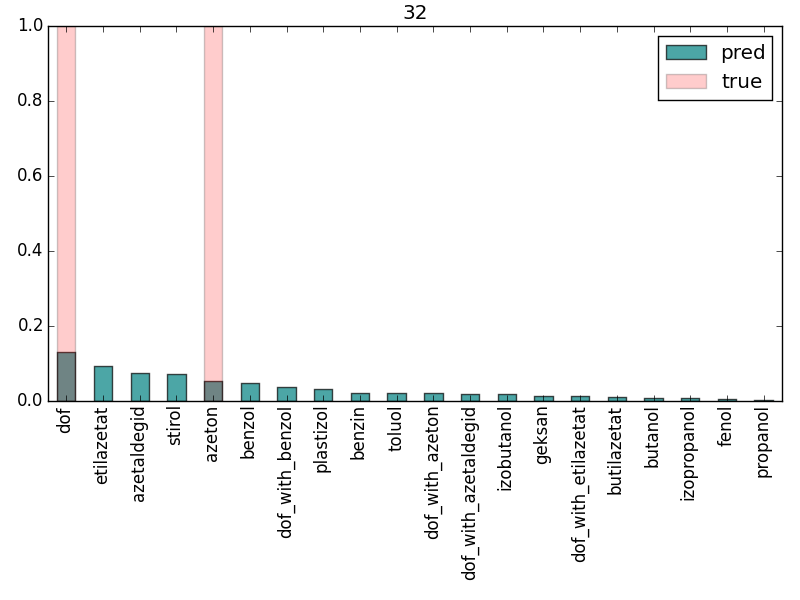 32
1.0
0.8
0.6
0.4
0.2
0.0
pred
true
dof
etilazetat
azetaldegid
stirol
azeton
benzol
dof_with_benzol
plastizol
benzin
toluol
dof_with_azeton
dof_with_azetaldegid
izobutanol
geksan
dof_with_etilazetat
butilazetat
butanol
izopropanol
fenol
propanol